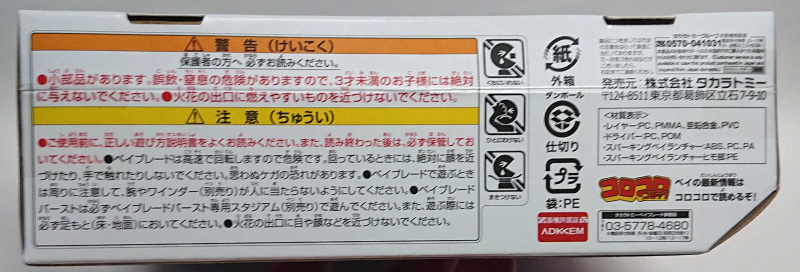 警告(けいこく)
保護者の方へ 必ずお読みください。
●小部品があります。誤飲・窒息の危険がありますので、3才未満のお子様には絶対
に与えないでください。●火花の出口に燃えやすいものを近づけないでください。
注意(ちゅうい)
●ご使用前に、正しい遊び方説明書をよくお読みください。また、読み終わった後は、必ず保管してお
いてください。●ベイブレードは高速で回転しますので危険です。回っているときには、絶対に顔を近
づけたり、手で触れたりしないでください。思わぬケガの恐れがあります。●ベイブレードで遊ぶとき
は周りに注意して、腕やワインダー(別売り)が人に当たらないようにしてください。●ベイブレード
バーストは必ずベイブレードバースト専用スタジアム(別売り)で遊んでください。また、遊ぶ際には
必ず足もと(床・地面)においてください。●火花の出口に目や顔などを近づけないでください。
紙
外箱
ダンボール
仕切り
プラ
袋:PE
ADKKEM
0570-041031
発売元:株式会社 タカラトミー
〒124-8511 東京都葛飾区立石7-9-10
<材質表示>
・レイヤー:PC、PMMA、亜鉛合金、PVC
・ドライバー:PC、POM
・スパーキングベイランチャー:ABS、PC、PA
・スパーキングベイランチャーヒモ部:PE
コロコロ
ベイの最新情報は
コロコロで読めるゾ!
03-5778-4680